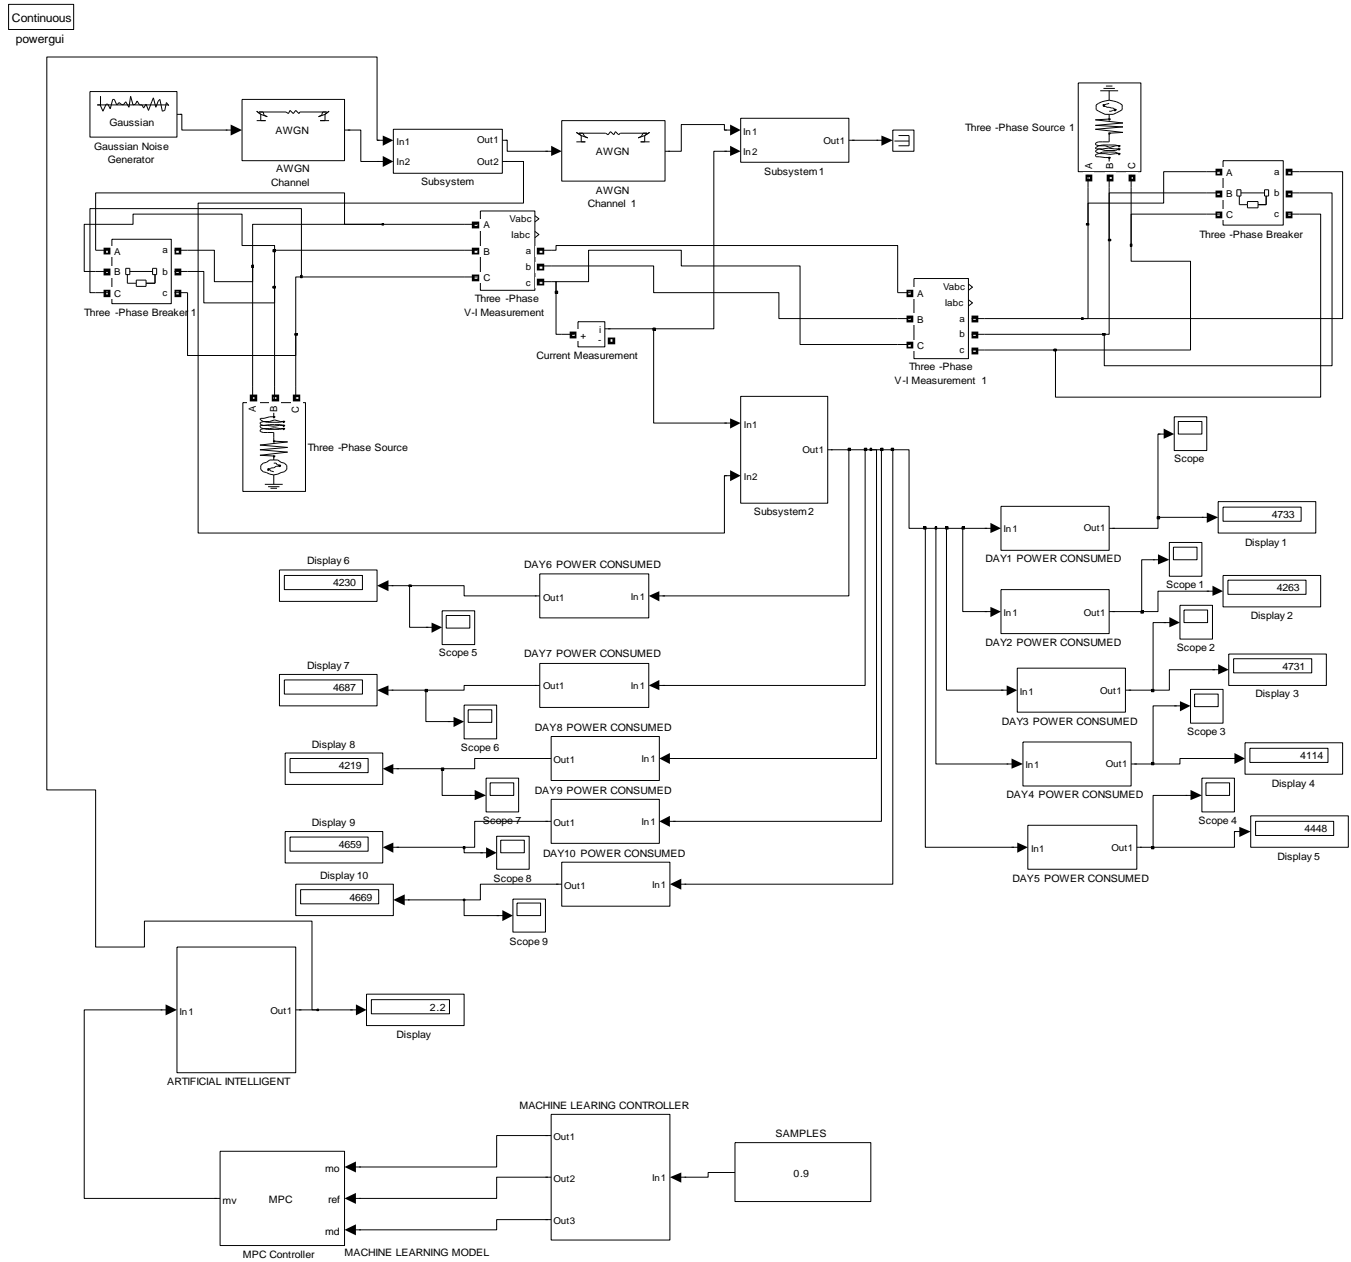 Continuous
powergui
Gaussian
Gaussian Noise
Generator
AWGN
AWGN
Channel
In1
In2
Out1
Out2
Subsystem
AWGN
AWGN
Channel 1
In1
In2
Out1
Subsystem1
Three -Phase Source 1
A
B
C
A
B
C
a
b
c
Three -Phase Breaker
A
B
C
a
b
c
Three -Phase Breaker 1
A
B
C
Vabc
Iabc
a
b
c
Three -Phase
V-I Measurement
+
i
-
Current Measurement
A
B
C
Vabc
Iabc
a
b
c
Three -Phase
V-I Measurement 1
A
B
C
Three -Phase Source
In1
In2
Out1
Subsystem2
Scope
In1
Out1
DAY1 POWER CONSUMED
4733
Display 1
Scope 1
In1
Out1
DAY2 POWER CONSUMED
4263
Display 2
Scope 2
In1
Out1
DAY3 POWER CONSUMED
4731
Display 3
Scope 3
In1
Out1
DAY4 POWER CONSUMED
4114
Display 4
Scope 4
In1
Out1
DAY5 POWER CONSUMED
4448
Display 5
Display 6
4230
Scope 5
DAY6 POWER CONSUMED
Out1
In1
Display 7
4687
Scope 6
DAY7 POWER CONSUMED
Out1
In1
Display 8
4219
Scope 7
DAY8 POWER CONSUMED
Out1
In1
Display 9
4659
Scope 8
DAY9 POWER CONSUMED
Out1
In1
Display 10
4669
Scope 9
DAY10 POWER CONSUMED
Out1
In1
In1
Out1
ARTIFICIAL INTELLIGENT
2.2
Display
MACHINE LEARING CONTROLLER
Out1
Out2
Out3
In1
SAMPLES
0.9
mv
MPC
mo
ref
md
MPC Controller
MACHINE LEARNING MODEL